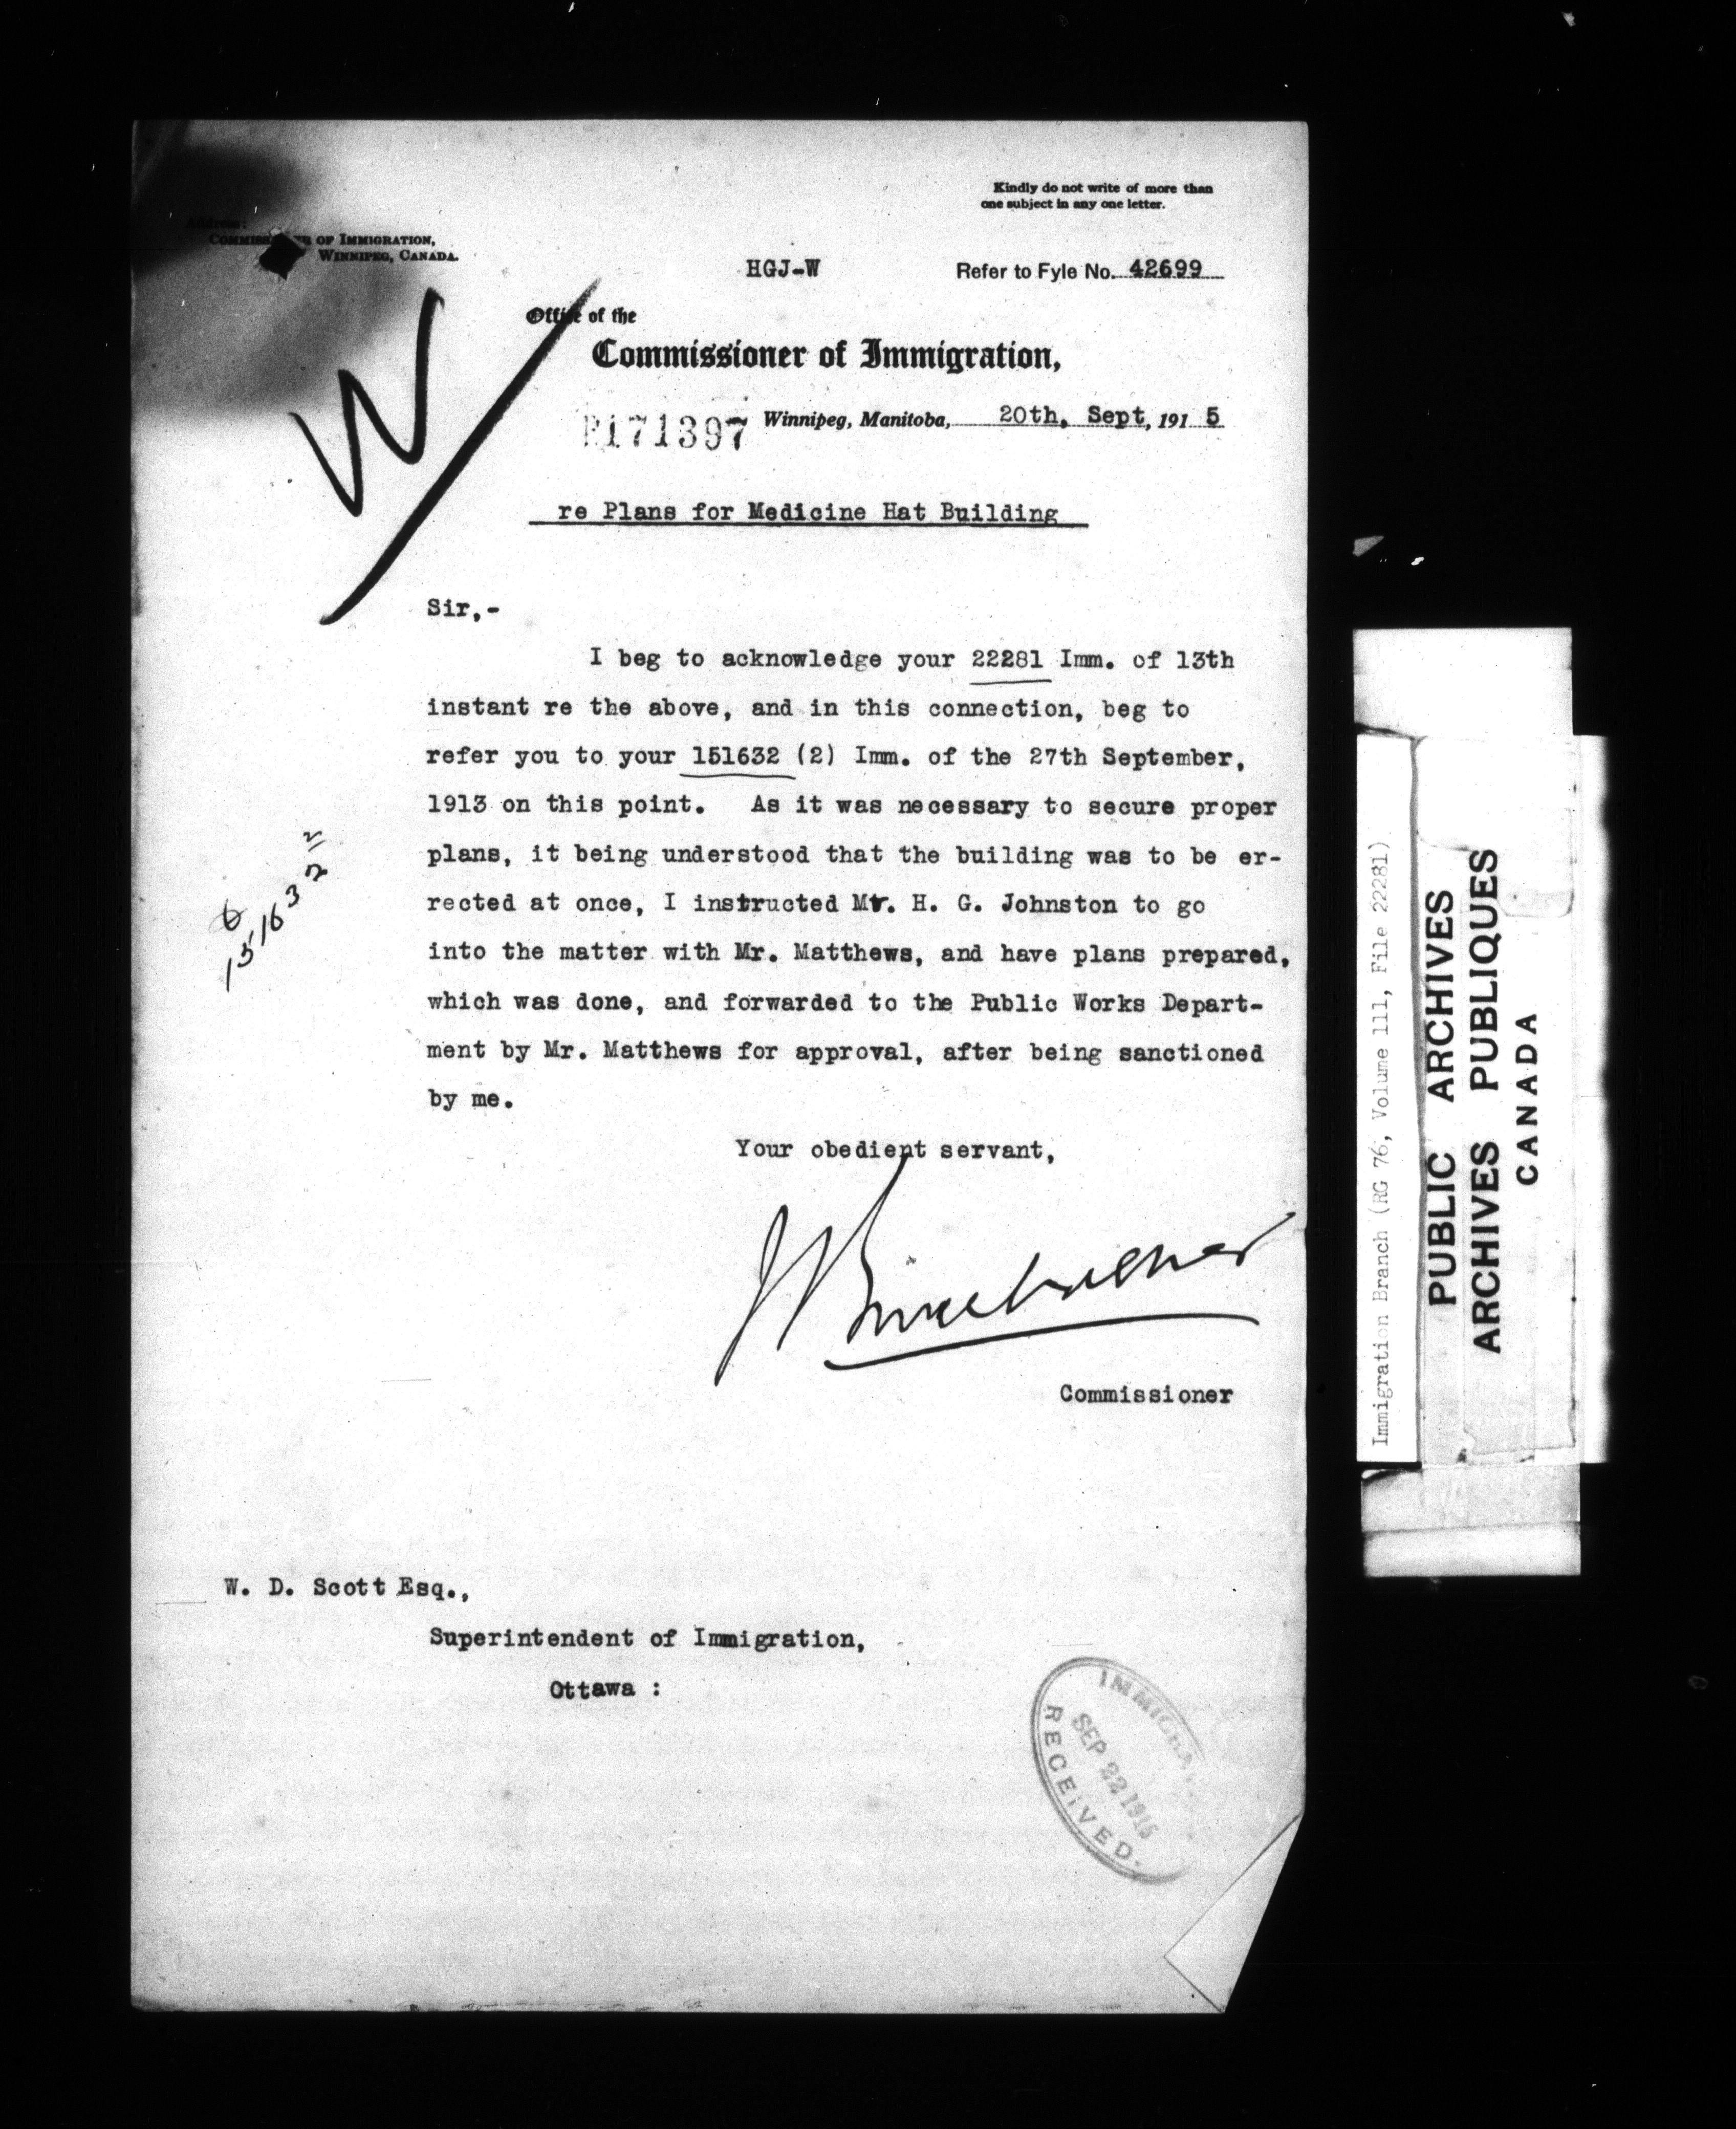 Kindly do not write of more than
one subject in any one letter.
Address:
OF IMMIGRATION,
WINNIPEG, CANADA.
HGJ-W
Refer to Fyle No. 42699
Office of the
Commissioner of Immigration,
171397
Winnipeg, Manitoba, 20th, Sept, 1915
W
re Plans for Medicine Hat Building
Sir,-
I beg to acknowledge your 22281 Imm. of 13th
instant re the above, and in this connection, beg to
refer you to your 151632 (2) Imm. of the 27th September,
1913 on this point. As it was necessary to secure proper
plans, it being understood that the building was to be er-
rected at once, I instructed Mr. H. G. Johnston to go
into the matter with Mr. Matthews, and have plans prepared,
which was done, and forwarded to the Public Works Depart-
ment by Mr. Matthews for approval, after being sanctioned
by me.
151632
Your obedient servant,
Commissioner
W. D. Scott Esq.,
Superintendent of Immigration,
Ottawa :
SEP 22 1915
RECEIVED.
Immigration Branch (RG 76, Volume 111, File 22281)
PUBLIC ARCHIVES
ARCHIVES PUBLIQUES
CANADA